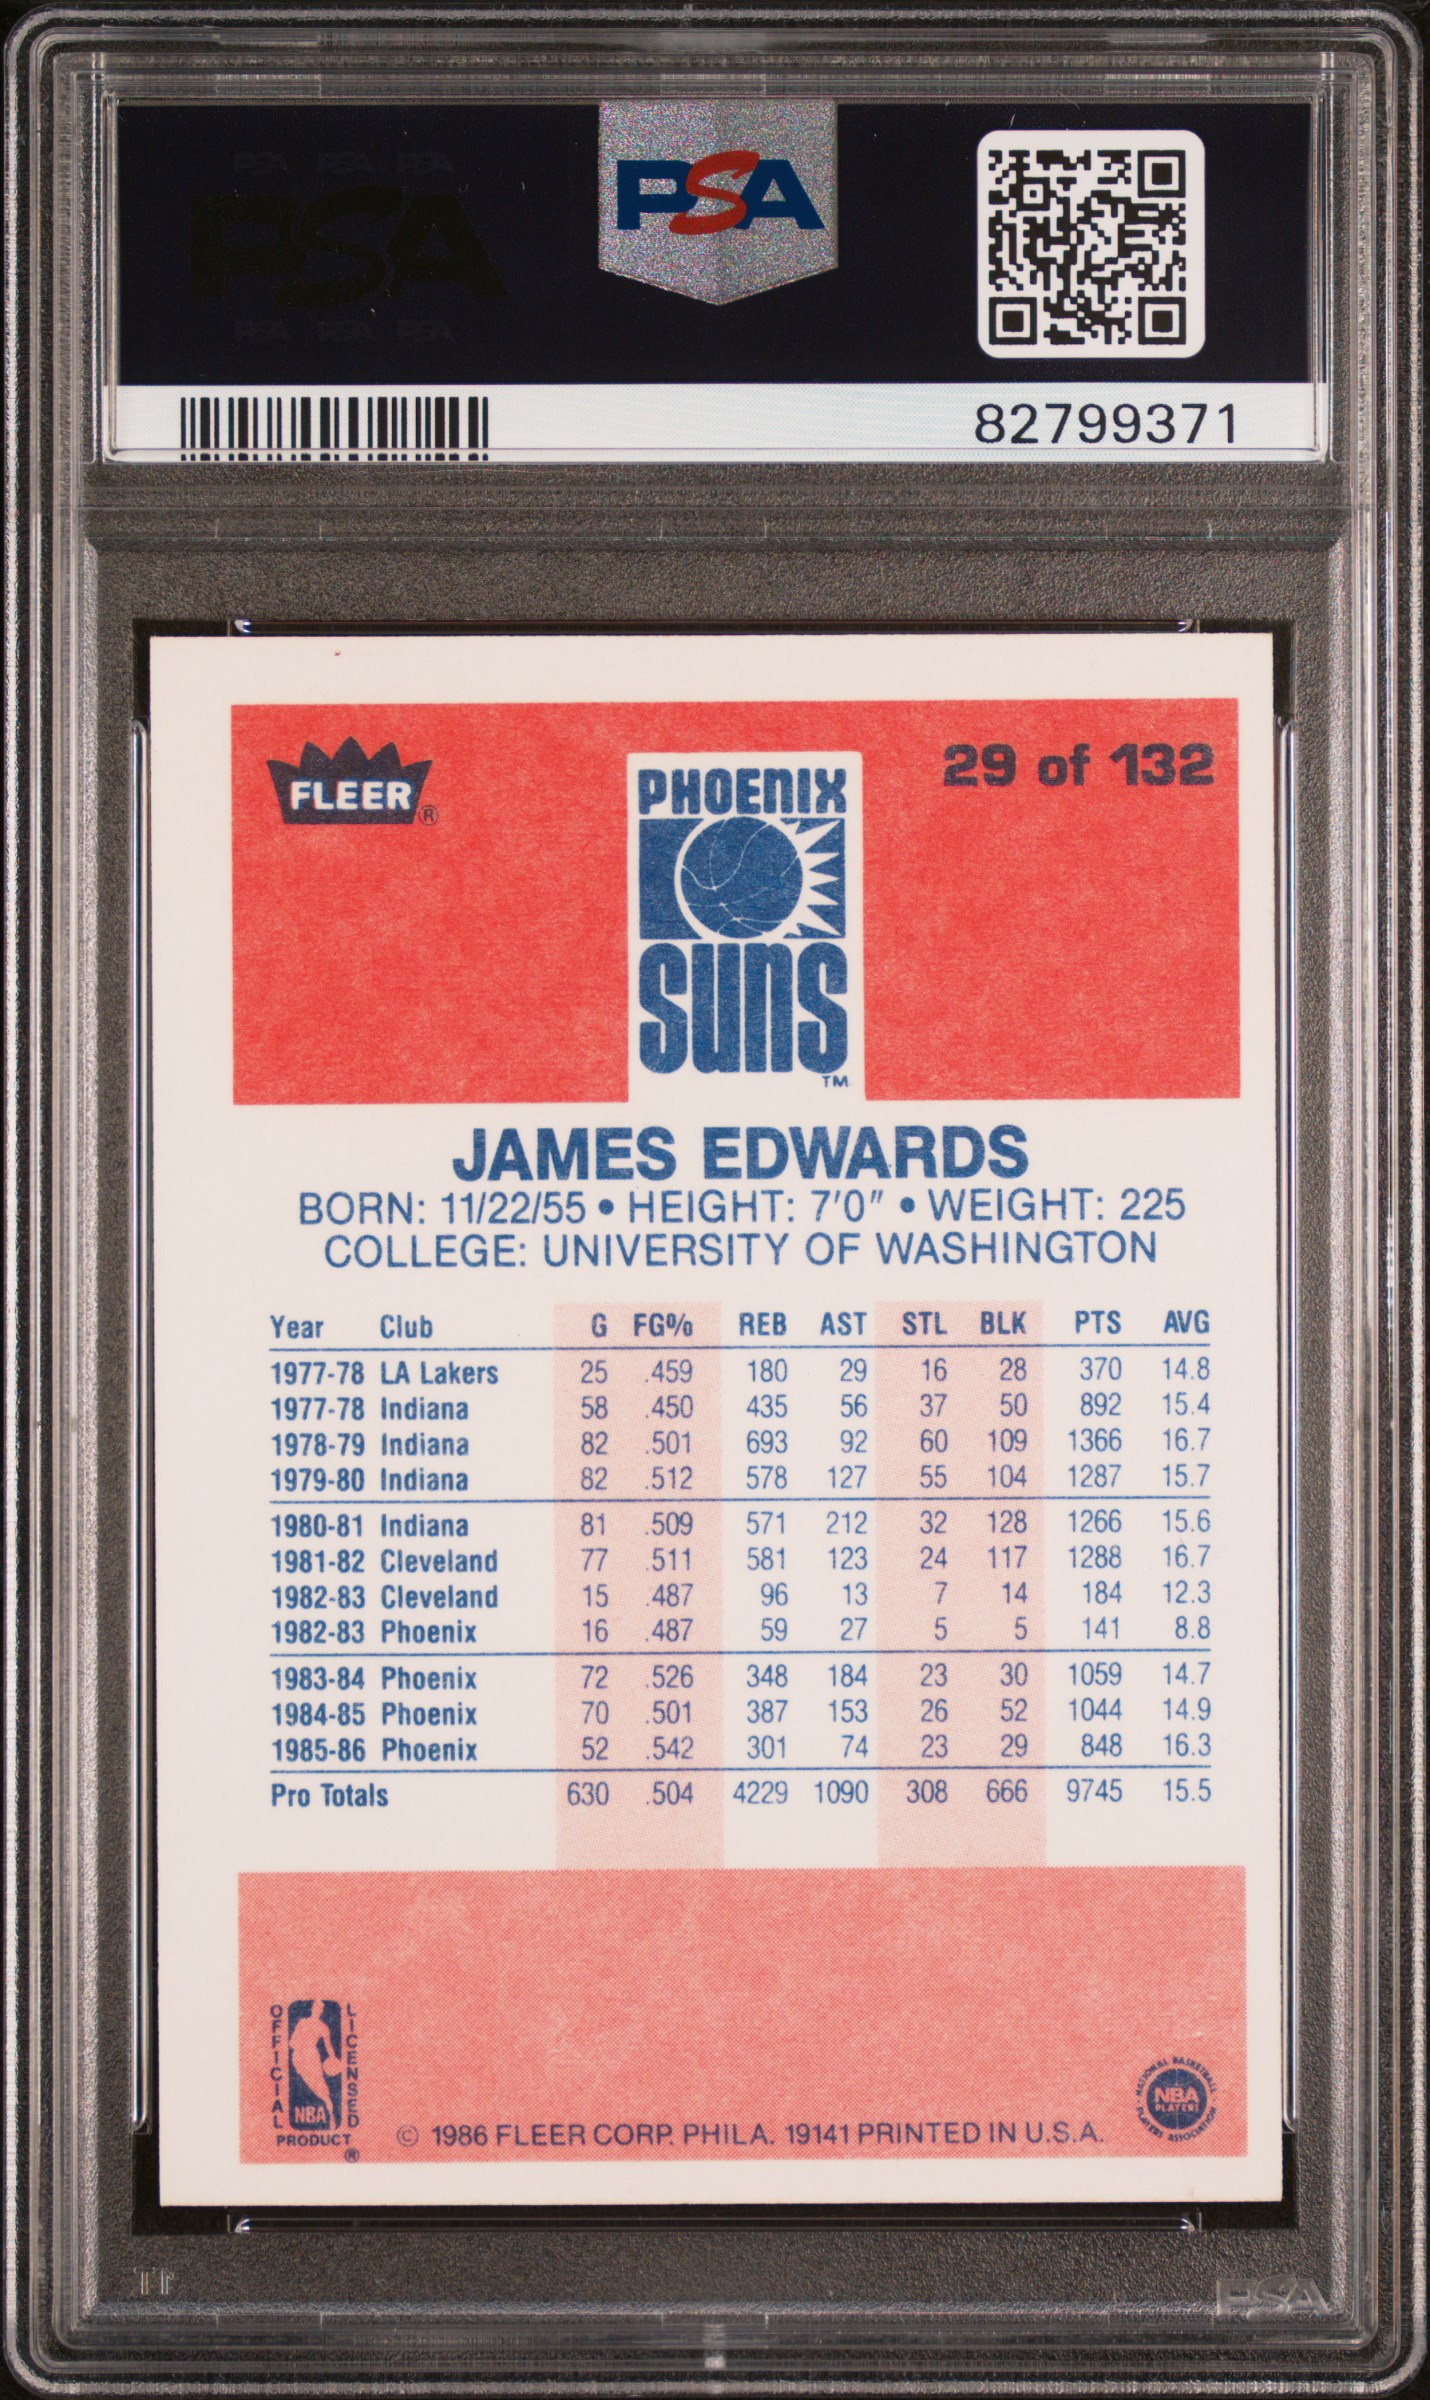 PSA
82799371
FLEER®
29 of 132
PHOENIX
SUNS
TM
JAMES EDWARDS
BORN: 11/22/55 • HEIGHT: 7'0" • WEIGHT: 225
COLLEGE: UNIVERSITY OF WASHINGTON
Year Club G FG% REB AST STL BLK PTS AVG
1977-78 LA Lakers 25 .459 180 29 16 28 370 14.8
1977-78 Indiana 58 .450 435 56 37 50 892 15.4
1978-79 Indiana 82 .501 693 92 60 109 1366 16.7
1979-80 Indiana 82 .512 578 127 55 104 1287 15.7
1980-81 Indiana 81 .509 571 212 32 128 1266 15.6
1981-82 Cleveland 77 .511 581 123 24 117 1288 16.7
1982-83 Cleveland 15 .487 96 13 7 14 184 12.3
1982-83 Phoenix 16 .487 59 27 5 5 141 8.8
1983-84 Phoenix 72 .526 348 184 23 30 1059 14.7
1984-85 Phoenix 70 .501 387 153 26 52 1044 14.9
1985-86 Phoenix 52 .542 301 74 23 29 848 16.3
Pro Totals 630 .504 4229 1090 308 666 9745 15.5
OFFICIAL LICENSED
NBA
PRODUCT ®
© 1986 FLEER CORP. PHILA. 19141 PRINTED IN U.S.A.
NATIONAL BASKETBALL
NBA
PLAYERS
PLAYERS ASSOCIATION
PSA